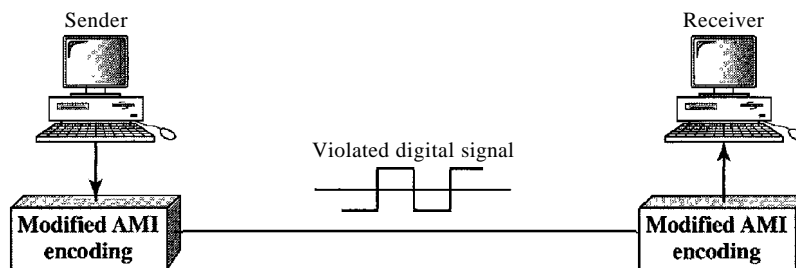 Sender
Receiver
Violated digital signal
Modified AMI
encoding
Modified AMI
encoding